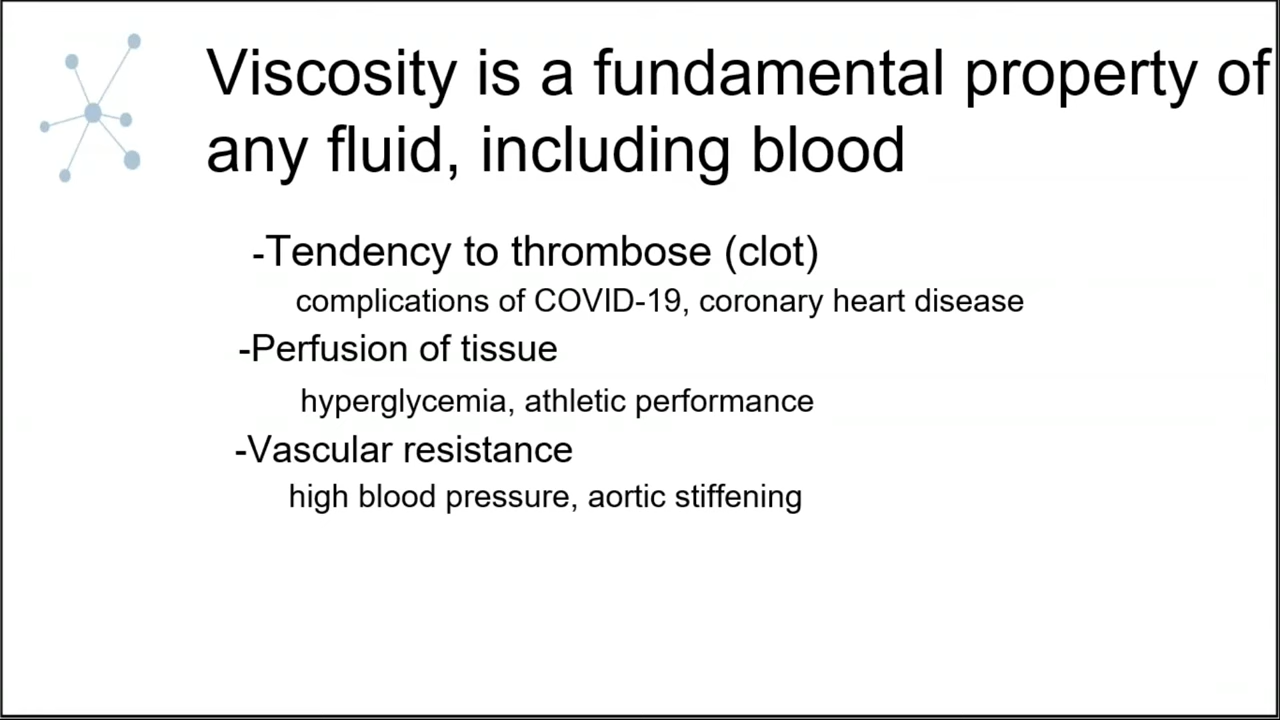 Viscosity is a fundamental property of
any fluid, including blood
-Tendency to thrombose (clot)
complications of COVID-19, coronary heart disease
-Perfusion of tissue
hyperglycemia, athletic performance
-Vascular resistance
high blood pressure, aortic stiffening